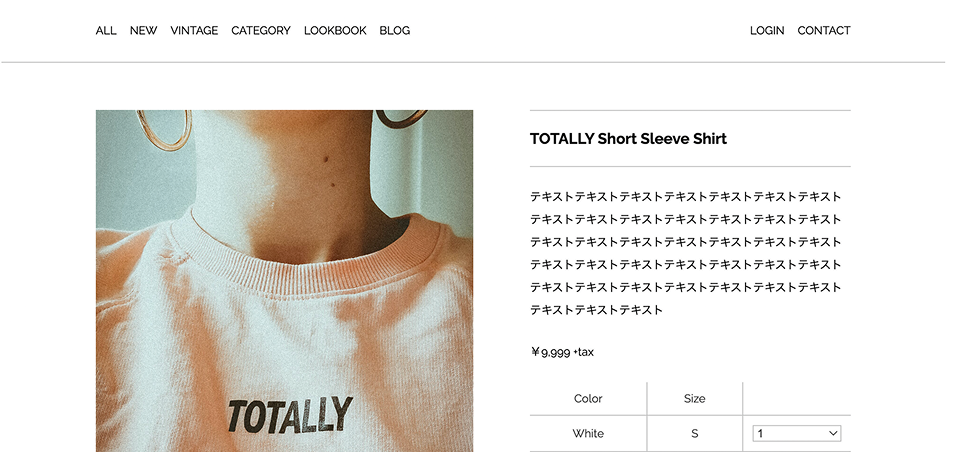 ALL NEW VINTAGE CATEGORY LOOKBOOK BLOG LOGIN CONTACT
TOTALLY
TOTALLY Short Sleeve Shirt
テキストテキストテキストテキストテキストテキストテキスト
テキストテキストテキストテキストテキストテキストテキスト
テキストテキストテキストテキストテキストテキストテキスト
テキストテキストテキストテキストテキストテキストテキスト
テキストテキストテキストテキストテキストテキストテキスト
テキストテキストテキスト
￥9,999 +tax
Color Size
White S 1